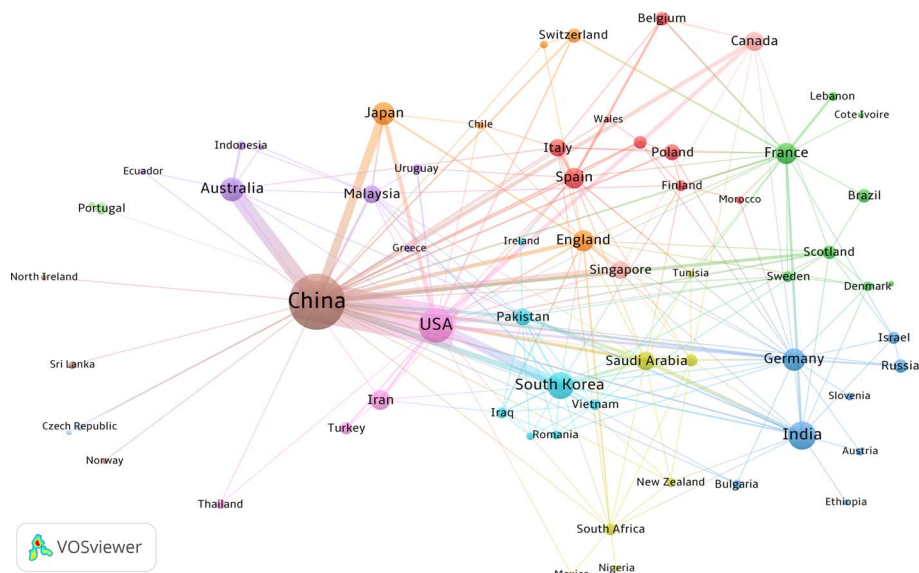 Belgium
Switzerland
Canada
Lebanon
Japan
Cote Ivoire
Chile
Wales
Indonesia
Italy
Poland
France
Ecuador
Uruguay
Spain
Australia
Malaysia
Finland
Brazil
Morocco
Portugal
England
Ireland
Greece
Scotland
Singapore
Tunisia
North Ireland
Sweden
Denmark
China
Pakistan
USA
Israel
Saudi Arabia
Germany
Sri Lanka
Russia
South Korea
Iran
Vietnam
Slovenia
Iraq
Czech Republic
Turkey
Romania
India
Norway
Austria
New Zealand
Bulgaria
Thailand
Ethiopia
South Africa
VOSviewer
Nigeria
Mexico